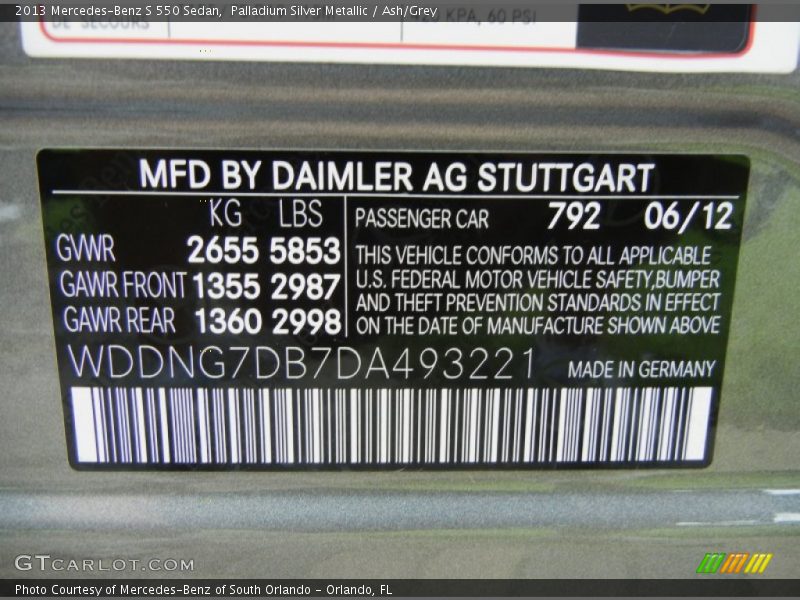 2013 Mercedes-Benz S 550 Sedan, Palladium Silver Metallic / Ash/Grey
DE SECOURS
KPA, 60 PSI
MFD BY DAIMLER AG STUTTGART
KG LBS
GVWR 2655 5853
GAWR FRONT 1355 2987
GAWR REAR 1360 2998
PASSENGER CAR 792 06/12
THIS VEHICLE CONFORMS TO ALL APPLICABLE
U.S. FEDERAL MOTOR VEHICLE SAFETY,BUMPER
AND THEFT PREVENTION STANDARDS IN EFFECT
ON THE DATE OF MANUFACTURE SHOWN ABOVE
WDDNG7DB7DA493221 MADE IN GERMANY
GTCARLOT.COM
Photo Courtesy of Mercedes-Benz of South Orlando - Orlando, FL